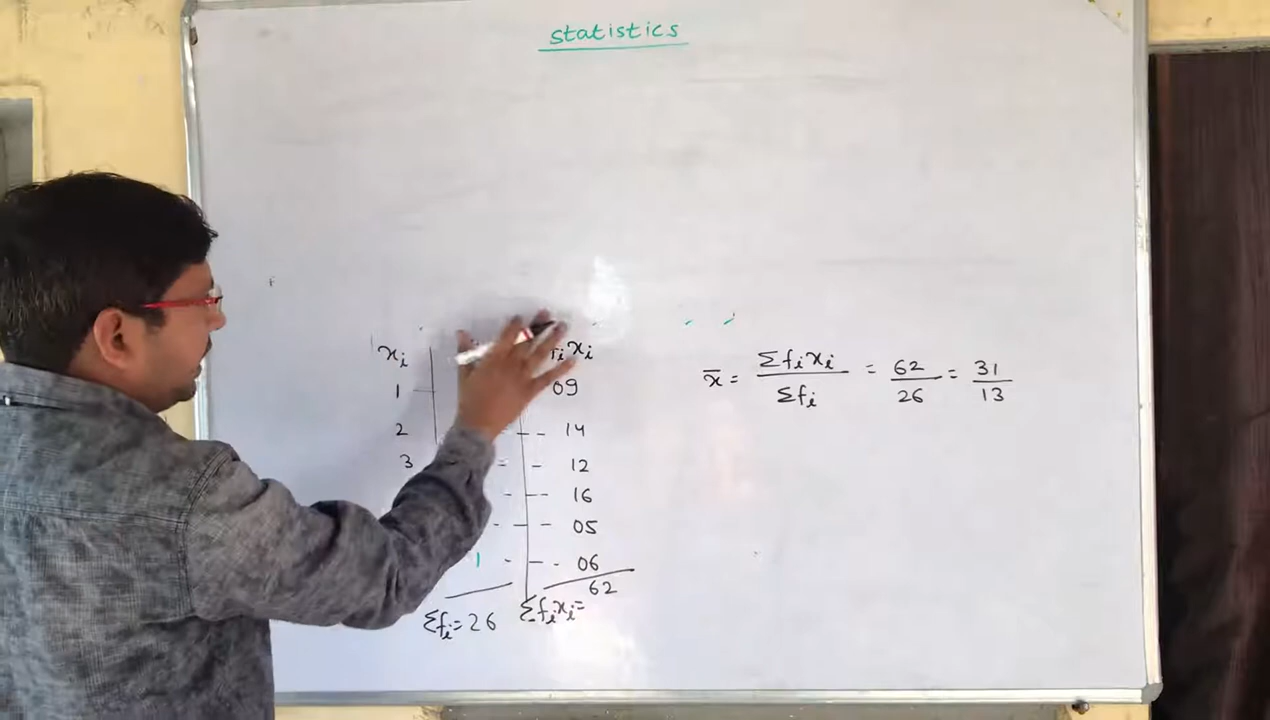 statistics
xᵢ fᵢxᵢ
1 09
2 - - 14
3 - - 12
- - 16
- - 05
1 - - 06
62
Σfᵢ = 26 Σfᵢxᵢ =
x̄ = Σfᵢxᵢ / Σfᵢ = 62 / 26 = 31 / 13